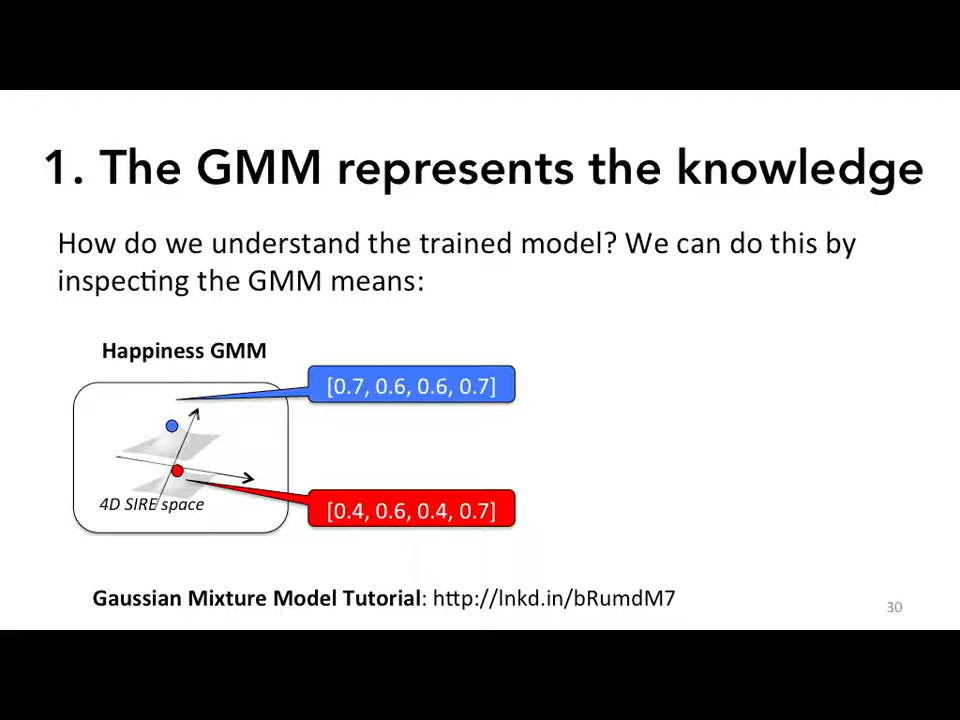 1. The GMM represents the knowledge
How do we understand the trained model? We can do this by
inspecting the GMM means:
Happiness GMM
[0.7, 0.6, 0.6, 0.7]
4D SIRE space
[0.4, 0.6, 0.4, 0.7]
Gaussian Mixture Model Tutorial: http://lnkd.in/bRumdM7
30